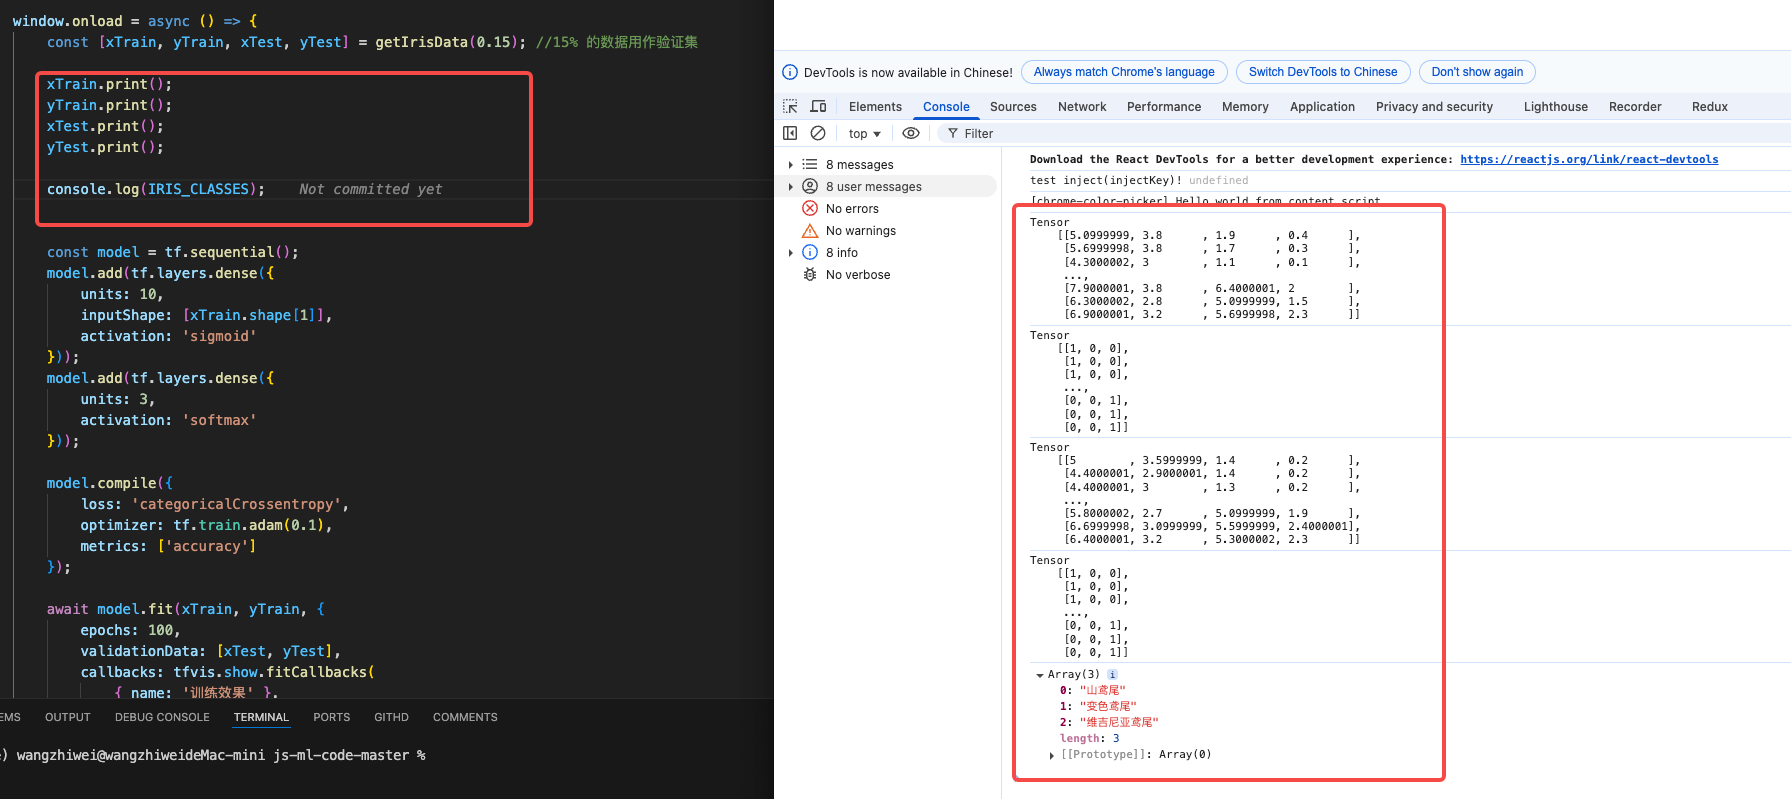 window.onload = async () => {
const [xTrain, yTrain, xTest, yTest] = getIrisData(0.15); //15% 的数据用作验证集
xTrain.print();
yTrain.print();
xTest.print();
yTest.print();
console.log(IRIS_CLASSES);    Not committed yet
const model = tf.sequential();
model.add(tf.layers.dense({
units: 10,
inputShape: [xTrain.shape[1]],
activation: 'sigmoid'
}));
model.add(tf.layers.dense({
units: 3,
activation: 'softmax'
}));
model.compile({
loss: 'categoricalCrossentropy',
optimizer: tf.train.adam(0.1),
metrics: ['accuracy']
});
await model.fit(xTrain, yTrain, {
epochs: 100,
validationData: [xTest, yTest],
callbacks: tfvis.show.fitCallbacks(
{ name: '训练效果' },
EMS OUTPUT DEBUG CONSOLE TERMINAL PORTS GITHD COMMENTS
) wangzhiwei@wangzhiweideMac-mini js-ml-code-master %
DevTools is now available in Chinese! Always match Chrome's language Switch DevTools to Chinese Don't show again
Elements Console Sources Network Performance Memory Application Privacy and security Lighthouse Recorder Redux
top Filter
8 messages
8 user messages
No errors
No warnings
8 info
No verbose
Download the React DevTools for a better development experience: https://reactjs.org/link/react-devtools
test inject(injectKey)! undefined
[chrome-color-picker] Hello world from content script
Tensor
[[5.0999999, 3.8      , 1.9      , 0.4      ],
[5.6999998, 3.8      , 1.7      , 0.3      ],
[4.3000002, 3        , 1.1      , 0.1      ],
...,
[7.9000001, 3.8      , 6.4000001, 2        ],
[6.3000002, 2.8      , 5.0999999, 1.5      ],
[6.9000001, 3.2      , 5.6999998, 2.3      ]]
Tensor
[[1, 0, 0],
[1, 0, 0],
[1, 0, 0],
...,
[0, 0, 1],
[0, 0, 1],
[0, 0, 1]]
Tensor
[[5        , 3.5999999, 1.4      , 0.2      ],
[4.4000001, 2.9000001, 1.4      , 0.2      ],
[4.4000001, 3        , 1.3      , 0.2      ],
...,
[5.8000002, 2.7      , 5.0999999, 1.9      ],
[6.6999998, 3.0999999, 5.5999999, 2.4000001],
[6.4000001, 3.2      , 5.3000002, 2.3      ]]
Tensor
[[1, 0, 0],
[1, 0, 0],
[1, 0, 0],
...,
[0, 0, 1],
[0, 0, 1],
[0, 0, 1]]
Array(3)
0: "山鸢尾"
1: "变色鸢尾"
2: "维吉尼亚鸢尾"
length: 3
[[Prototype]]: Array(0)